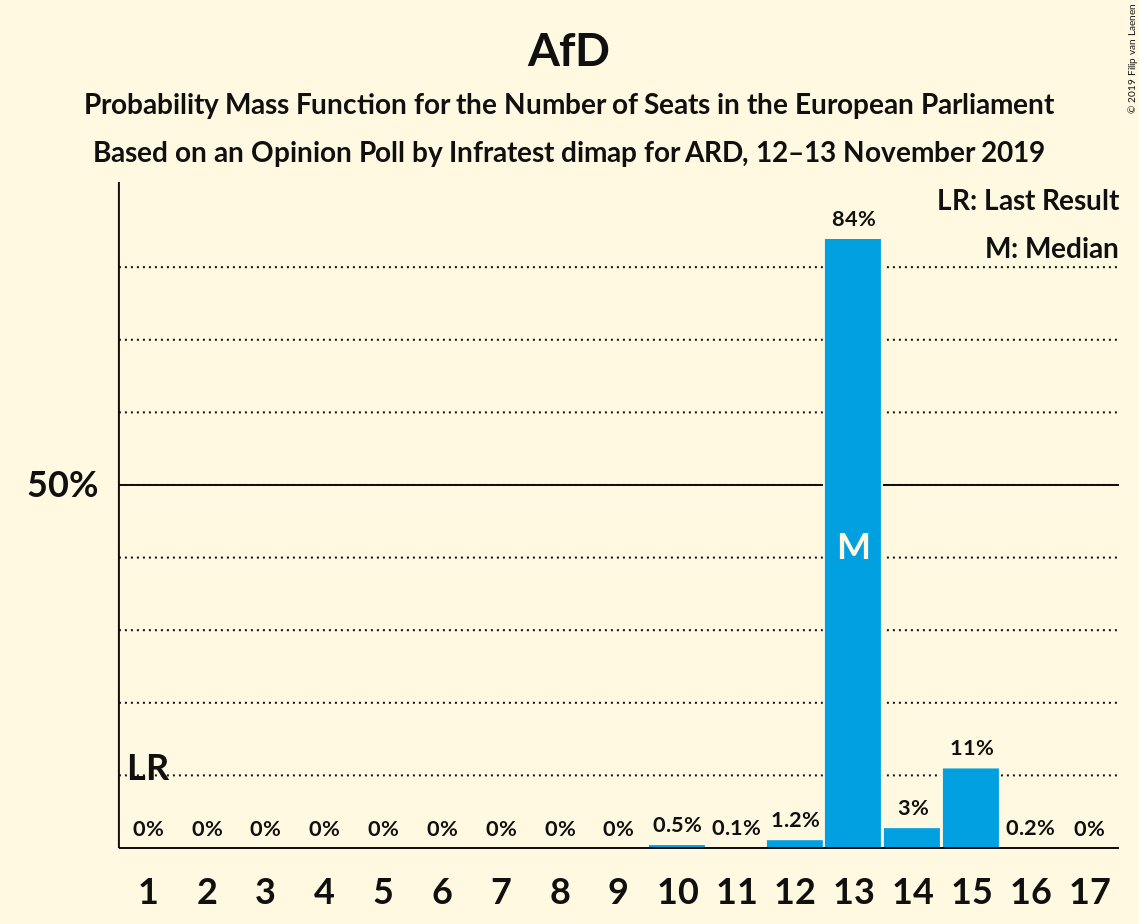 AfD
Probability Mass Function for the Number of Seats in the European Parliament
Based on an Opinion Poll by Infratest dimap for ARD, 12–13 November 2019
© 2019 Filip van Laenen
LR: Last Result
M: Median
84%
50%
M
LR
11%
0% 0% 0% 0% 0% 0% 0% 0% 0% 0.5% 0.1% 1.2% 3% 0.2% 0%
1 2 3 4 5 6 7 8 9 10 11 12 13 14 15 16 17